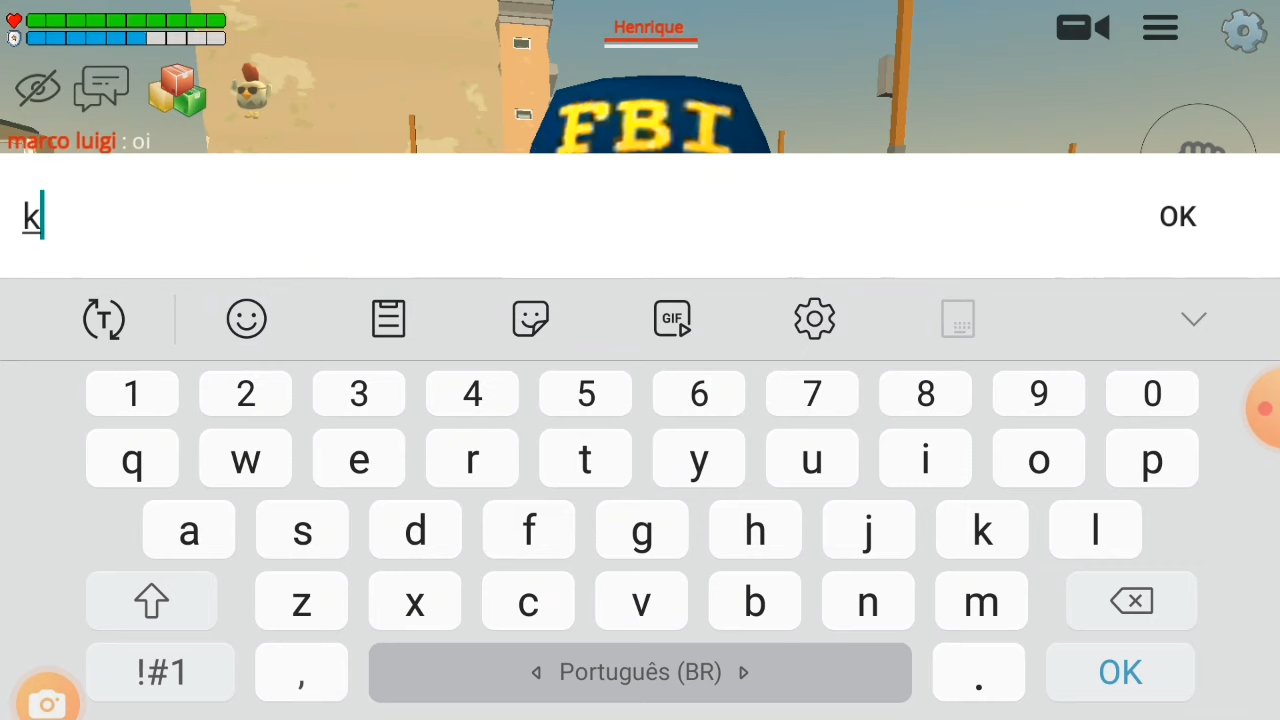 Henrique
marco luigi : oi
FBI
k
OK
T
GIF
1 2 3 4 5 6 7 8 9 0
q w e r t y u i o p
a s d f g h j k l
z x c v b n m
!#1 , Português (BR) . OK